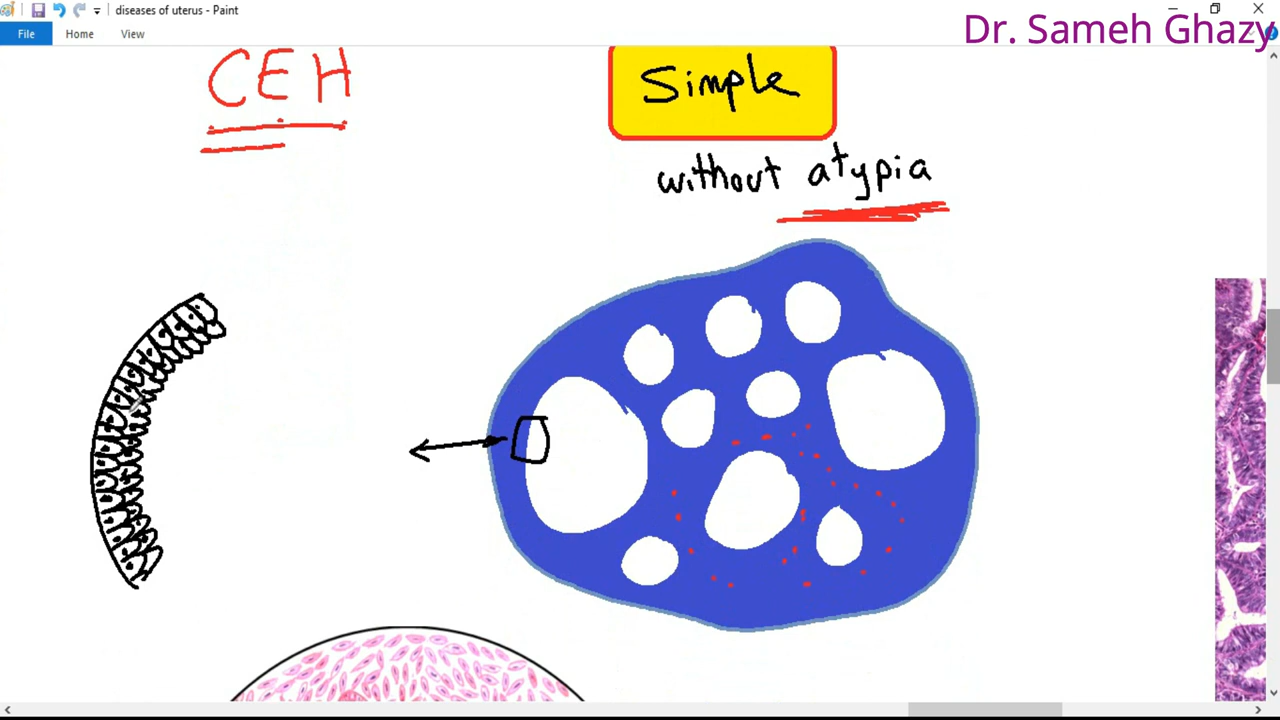 diseases of uterus - Paint
Dr. Sameh Ghazy
File Home View
CEH
Simple
without atypia